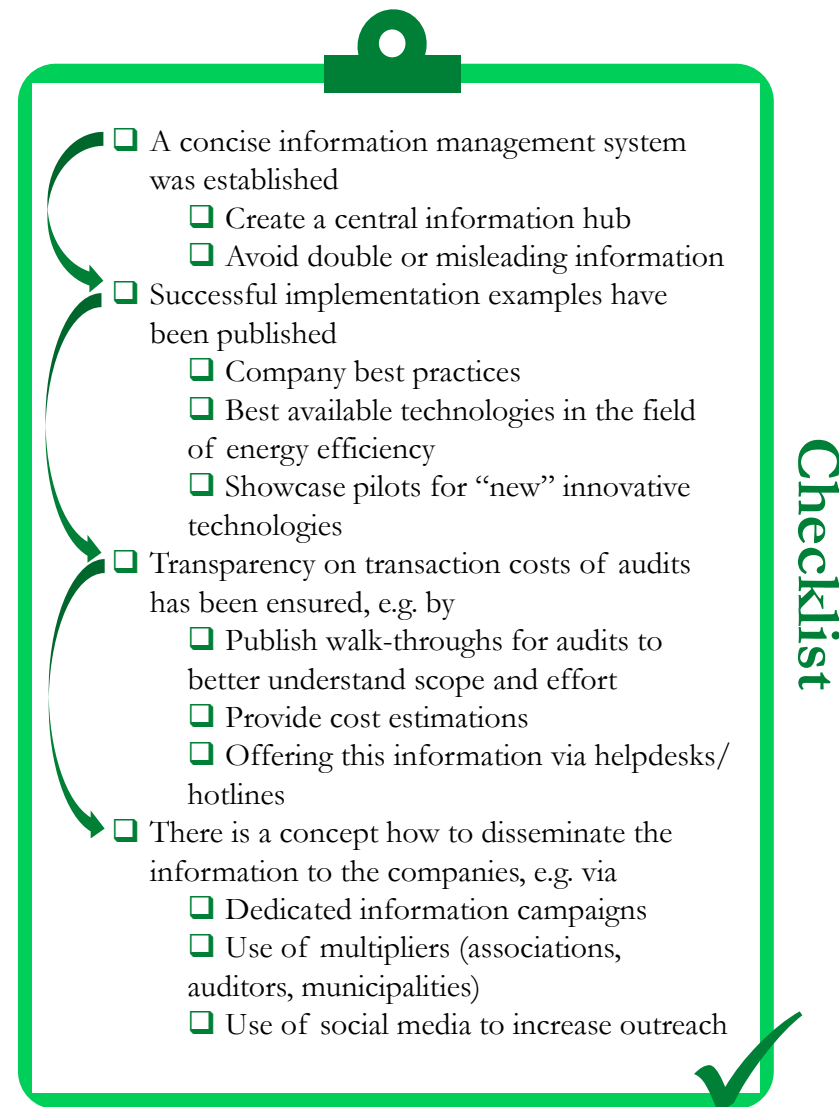 ❑ A concise information management system
was established
❑ Create a central information hub
❑ Avoid double or misleading information
❑ Successful implementation examples have
been published
❑ Company best practices
❑ Best available technologies in the field
of energy efficiency
❑ Showcase pilots for “new” innovative
technologies
❑ Transparency on transaction costs of audits
has been ensured, e.g. by
❑ Publish walk-throughs for audits to
better understand scope and effort
❑ Provide cost estimations
❑ Offering this information via helpdesks/
hotlines
❑ There is a concept how to disseminate the
information to the companies, e.g. via
❑ Dedicated information campaigns
❑ Use of multipliers (associations,
auditors, municipalities)
❑ Use of social media to increase outreach
Checklist